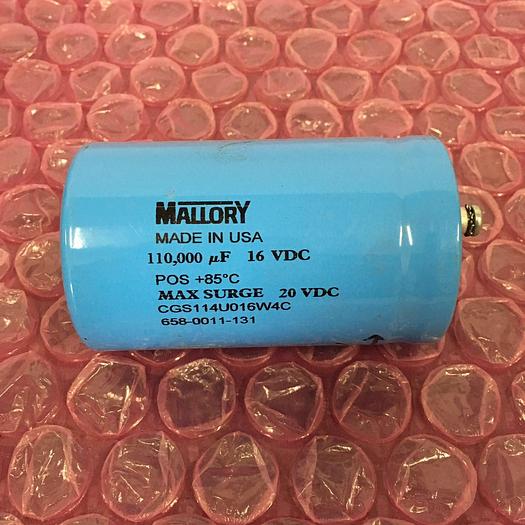 MALLORY
MADE IN USA
110,000 µF 16 VDC
POS +85°C
MAX SURGE 20 VDC
CGS114U016W4C
658-0011-131